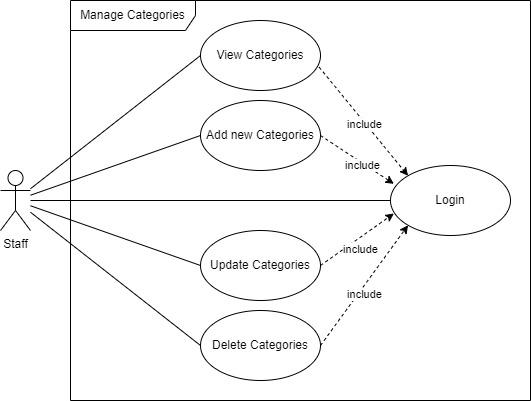 Manage Categories
View Categories
include
Add new Categories
include
Login
Staff
include
Update Categories
include
Delete Categories